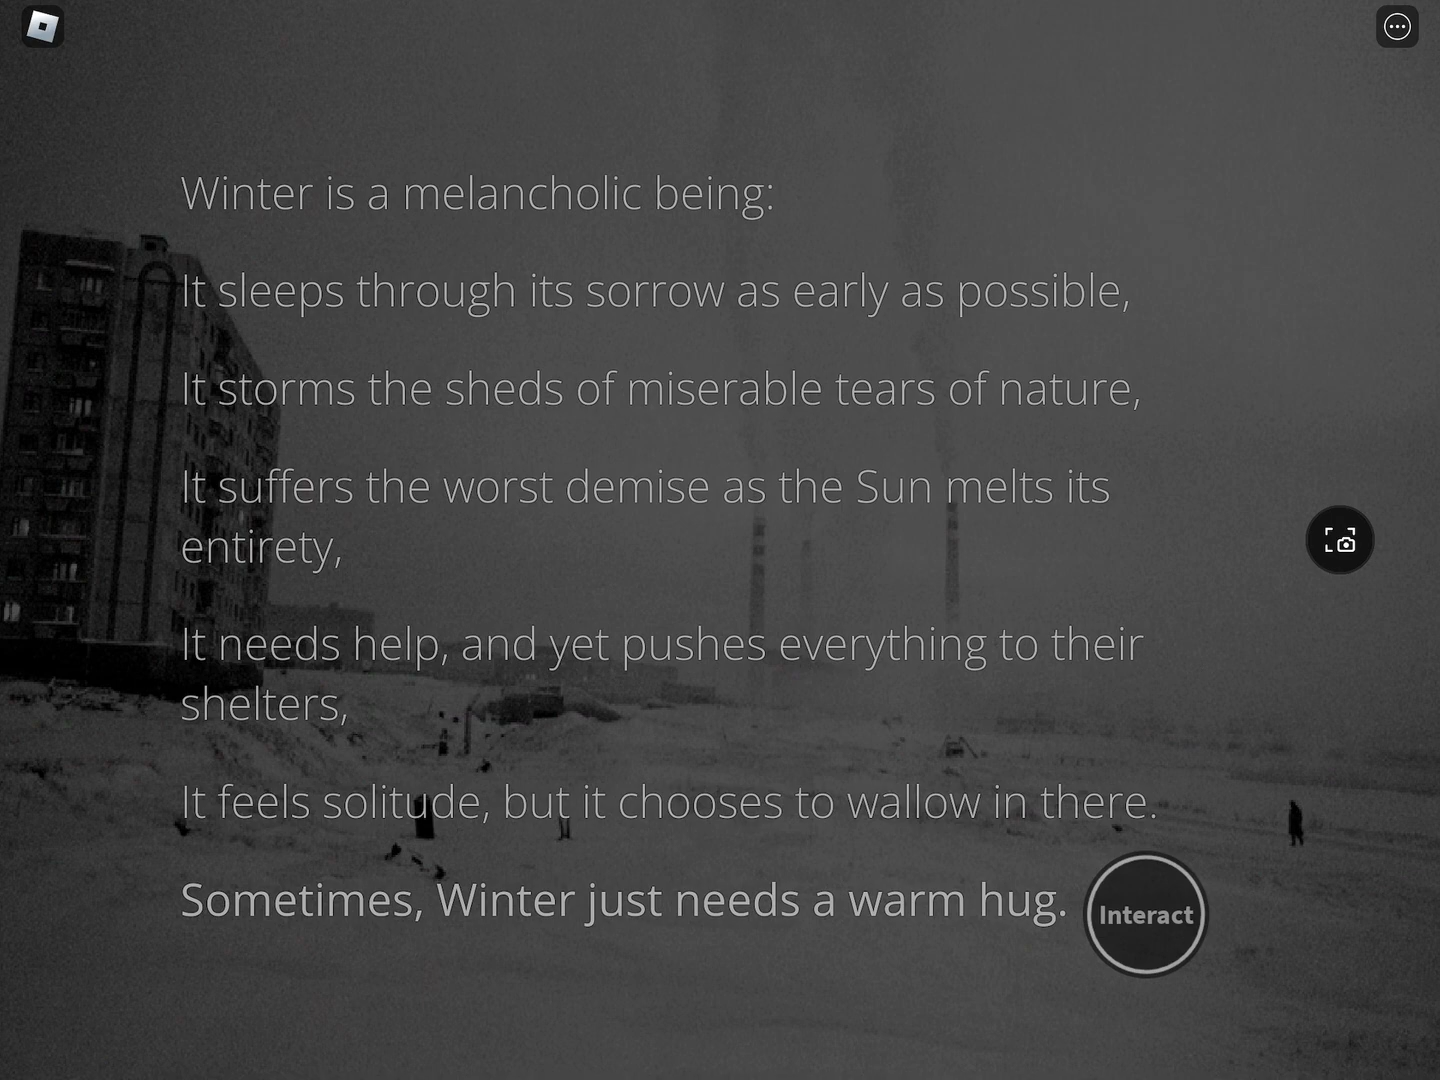 Winter is a melancholic being:
It sleeps through its sorrow as early as possible,
It storms the sheds of miserable tears of nature,
It suffers the worst demise as the Sun melts its
entirety,
It needs help, and yet pushes everything to their
shelters,
It feels solitude, but it chooses to wallow in there.
Sometimes, Winter just needs a warm hug.
Interact